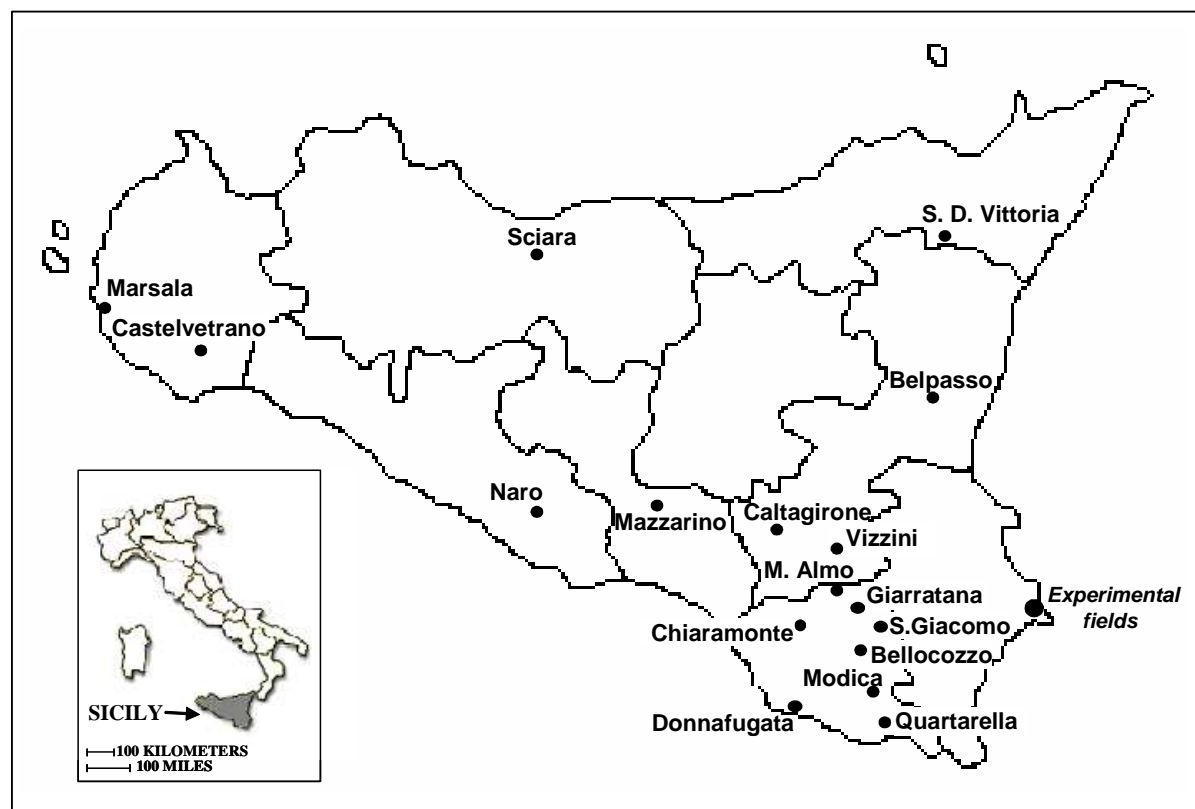 S. D. Vittoria
Sciara
Marsala
Castelvetrano
Belpasso
Naro
Mazzarino
Caltagirone
Vizzini
M. Almo
Giarratana
Experimental
fields
Chiaramonte
S.Giacomo
Bellocozzo
Modica
Donnafugata
Quartarella
SICILY
100 KILOMETERS
100 MILES